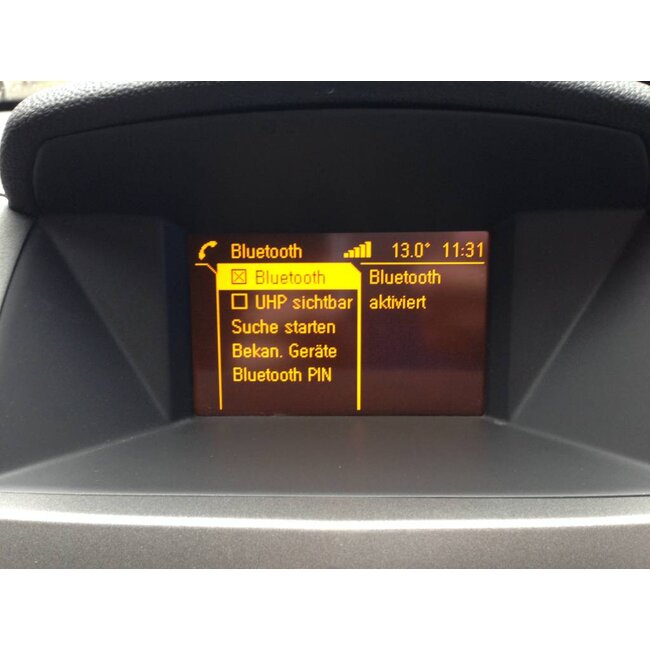 Bluetooth 13.0° 11:31
☒ Bluetooth
☐ UHP sichtbar
Suche starten
Bekan. Geräte
Bluetooth PIN
Bluetooth
aktiviert